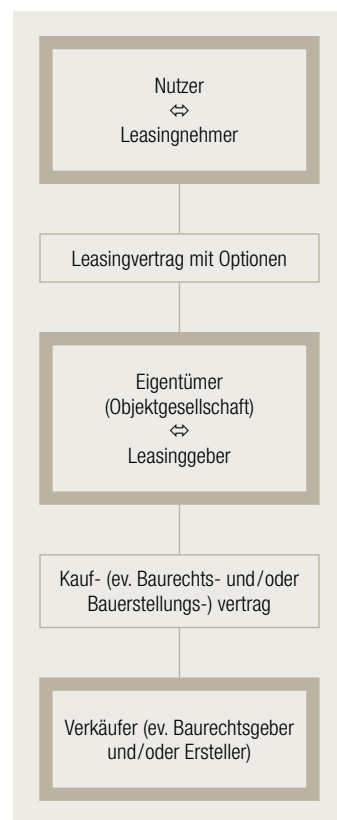 Nutzer
⇔
Leasingnehmer
Leasingvertrag mit Optionen
Eigentümer
(Objektgesellschaft)
⇔
Leasinggeber
Kauf- (ev. Baurechts- und/oder
Bauerstellungs-) vertrag
Verkäufer (ev. Baurechtsgeber
und/oder Ersteller)